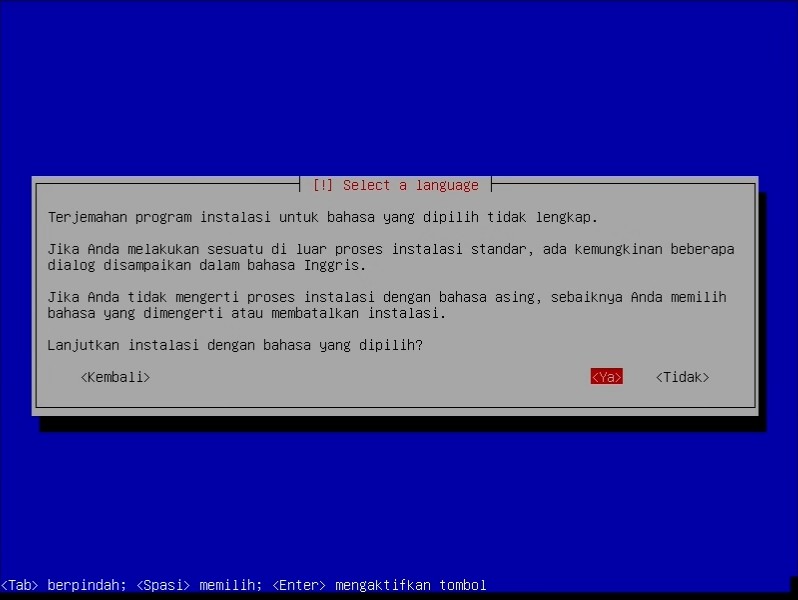 [!] Select a language
Terjemahan program instalasi untuk bahasa yang dipilih tidak lengkap.
Jika Anda melakukan sesuatu di luar proses instalasi standar, ada kemungkinan beberapa
dialog disampaikan dalam bahasa Inggris.
Jika Anda tidak mengerti proses instalasi dengan bahasa asing, sebaiknya Anda memilih
bahasa yang dimengerti atau membatalkan instalasi.
Lanjutkan instalasi dengan bahasa yang dipilih?
<Kembali> <Ya> <Tidak>
<Tab> berpindah; <Spasi> memilih; <Enter> mengaktifkan tombol